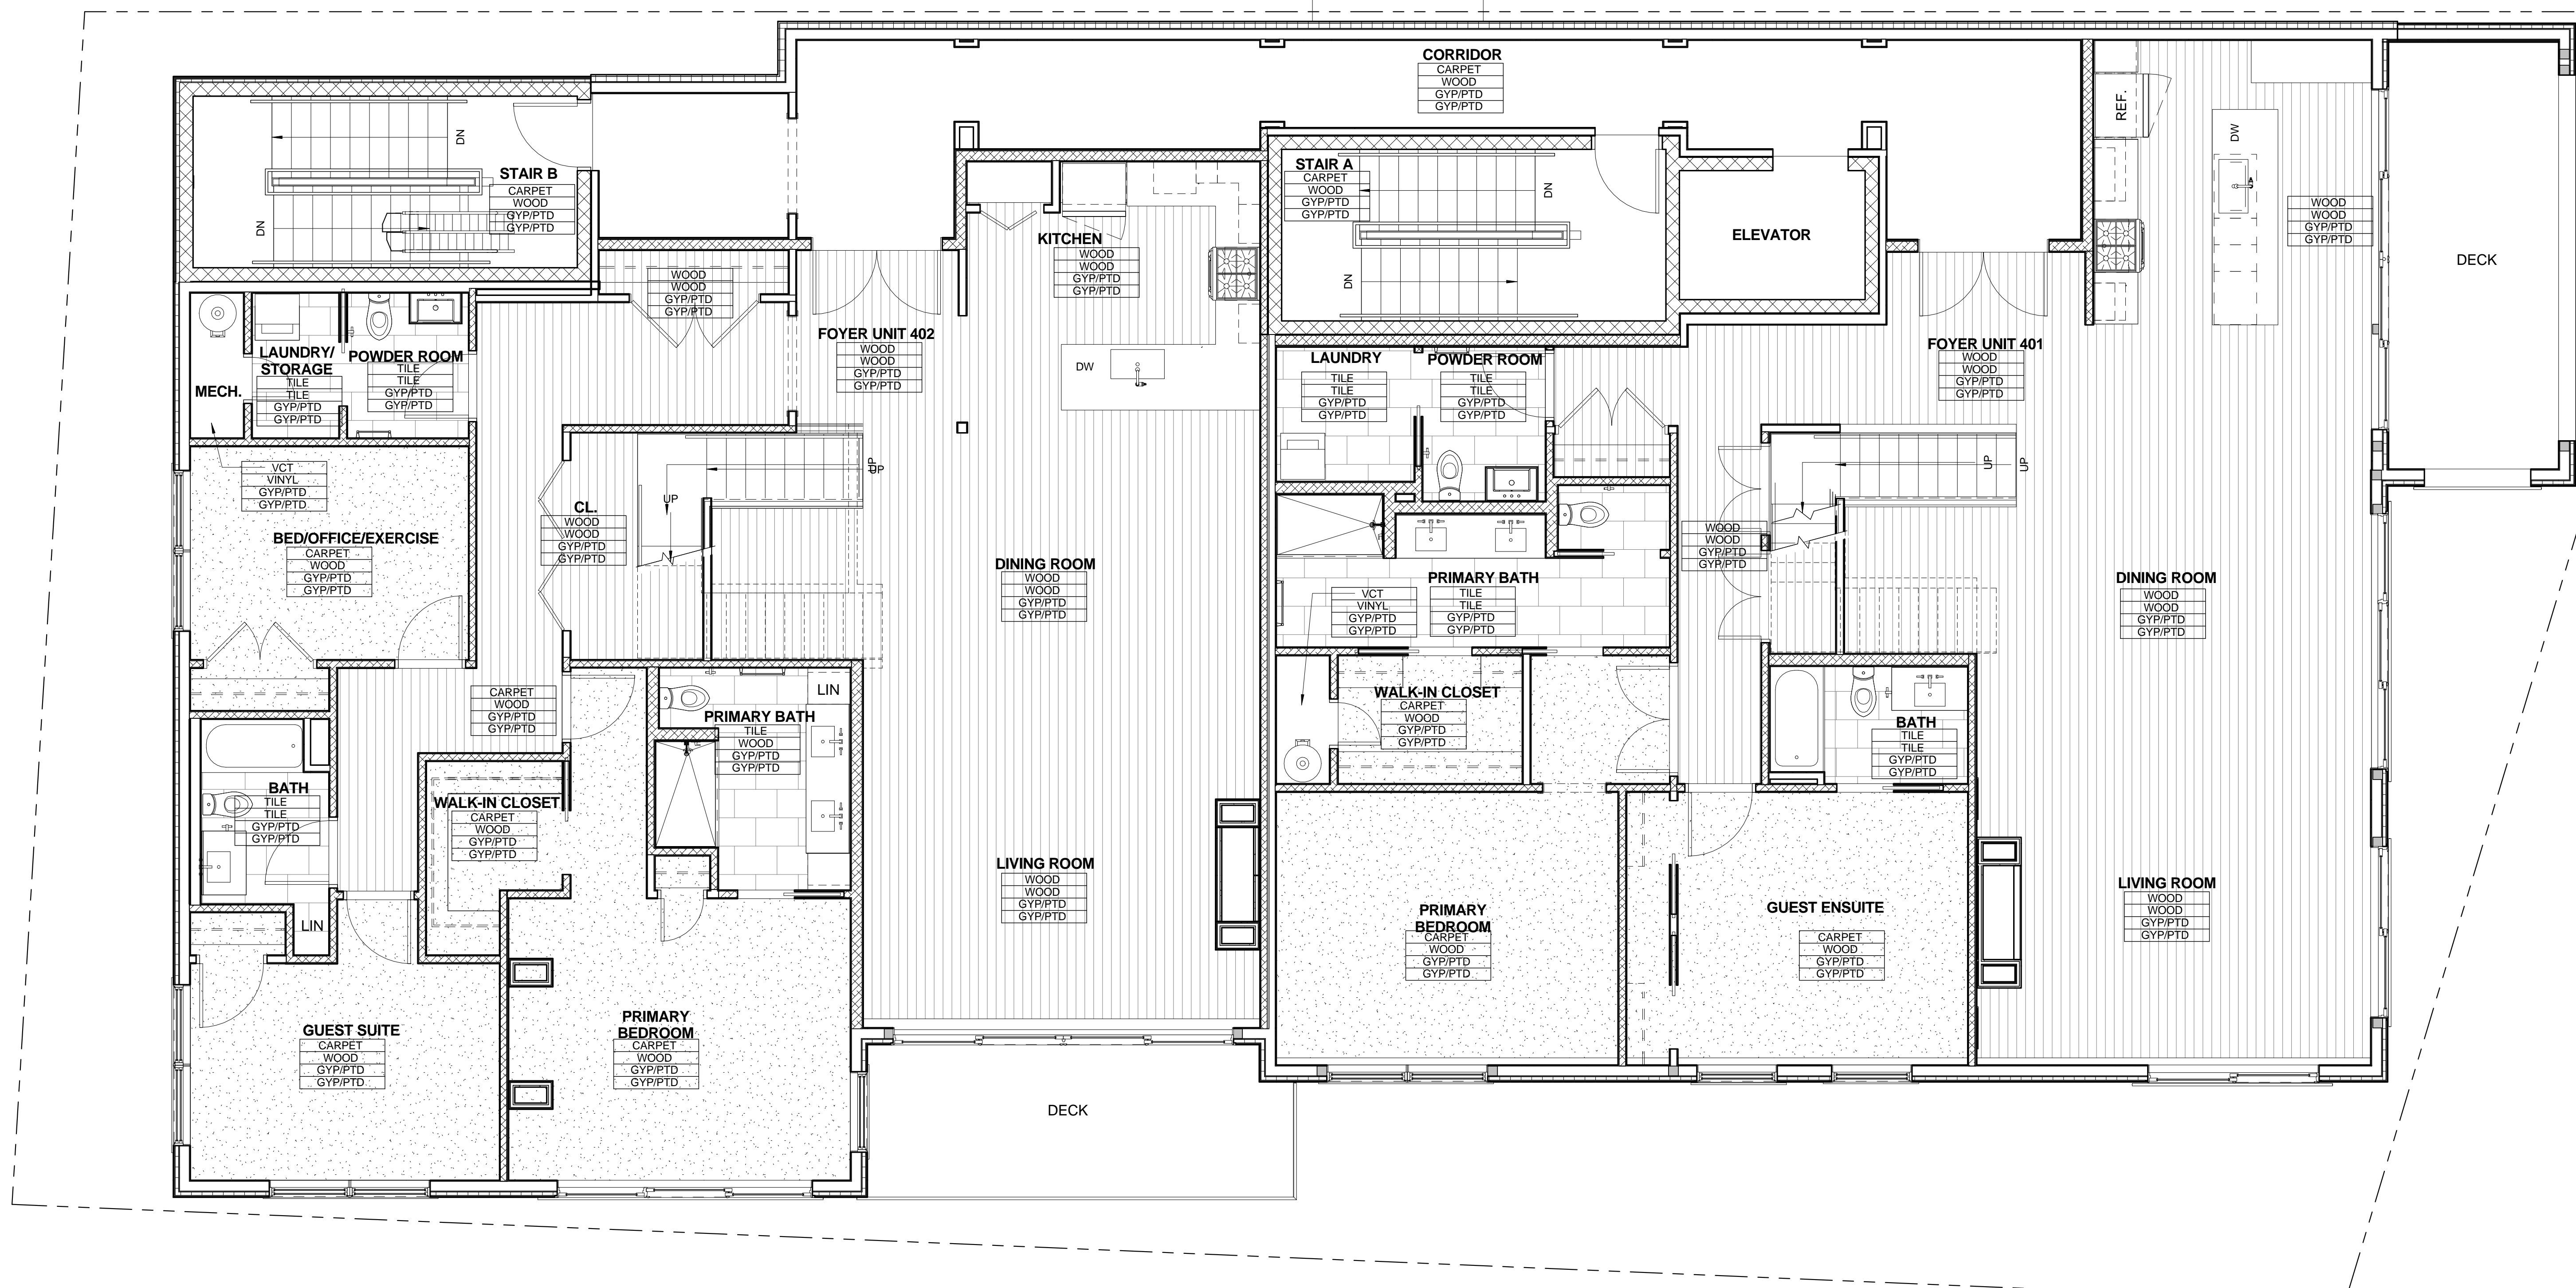 CORRIDOR
CARPET
WOOD
GYP/PTD
GYP/PTD
STAIR B
CARPET
WOOD
GYP/PTD
GYP/PTD
DN
DN
STAIR A
CARPET
WOOD
GYP/PTD
GYP/PTD
DN
DN
ELEVATOR
REF.
DW
WOOD
WOOD
GYP/PTD
GYP/PTD
DECK
KITCHEN
WOOD
WOOD
GYP/PTD
GYP/PTD
DW
WOOD
WOOD
GYP/PTD
GYP/PTD
FOYER UNIT 402
WOOD
WOOD
GYP/PTD
GYP/PTD
MECH.
LAUNDRY/
STORAGE
TILE
TILE
GYP/PTD
GYP/PTD
POWDER ROOM
TILE
TILE
GYP/PTD
GYP/PTD
VCT
VINYL
GYP/PTD
GYP/PTD
BED/OFFICE/EXERCISE
CARPET
WOOD
GYP/PTD
GYP/PTD
CL.
WOOD
WOOD
GYP/PTD
GYP/PTD
UP
UP
UP
DINING ROOM
WOOD
WOOD
GYP/PTD
GYP/PTD
CARPET
WOOD
GYP/PTD
GYP/PTD
LIN
PRIMARY BATH
TILE
WOOD
GYP/PTD
GYP/PTD
BATH
TILE
TILE
GYP/PTD
GYP/PTD
WALK-IN CLOSET
CARPET
WOOD
GYP/PTD
GYP/PTD
LIN
LIVING ROOM
WOOD
WOOD
GYP/PTD
GYP/PTD
GUEST SUITE
CARPET
WOOD
GYP/PTD
GYP/PTD
PRIMARY
BEDROOM
CARPET
WOOD
GYP/PTD
GYP/PTD
DECK
LAUNDRY
TILE
TILE
GYP/PTD
GYP/PTD
POWDER ROOM
TILE
TILE
GYP/PTD
GYP/PTD
FOYER UNIT 401
WOOD
WOOD
GYP/PTD
GYP/PTD
UP
UP
WOOD
WOOD
GYP/PTD
GYP/PTD
PRIMARY BATH
TILE
TILE
GYP/PTD
GYP/PTD
VCT
VINYL
GYP/PTD
GYP/PTD
DINING ROOM
WOOD
WOOD
GYP/PTD
GYP/PTD
WALK-IN CLOSET
CARPET
WOOD
GYP/PTD
GYP/PTD
BATH
TILE
TILE
GYP/PTD
GYP/PTD
PRIMARY
BEDROOM
CARPET
WOOD
GYP/PTD
GYP/PTD
GUEST ENSUITE
CARPET
WOOD
GYP/PTD
GYP/PTD
LIVING ROOM
WOOD
WOOD
GYP/PTD
GYP/PTD